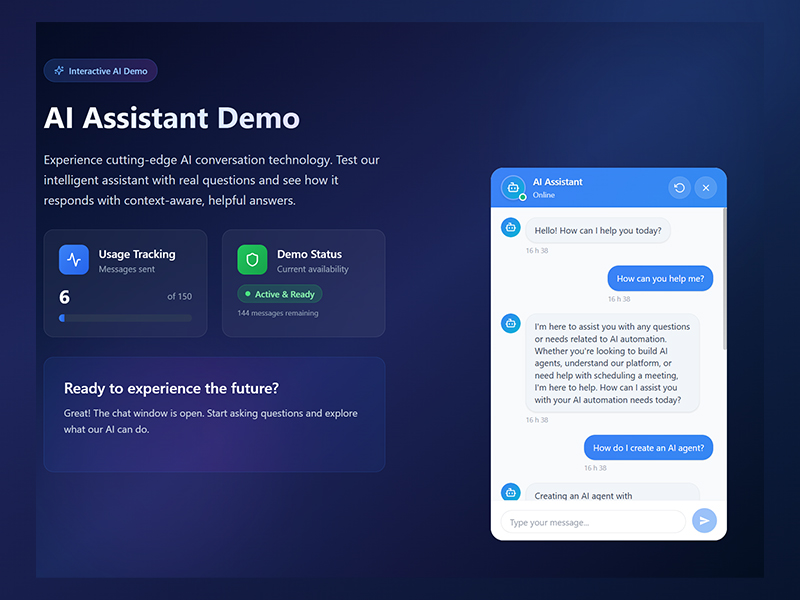 Interactive AI Demo
AI Assistant Demo
Experience cutting-edge AI conversation technology. Test our
intelligent assistant with real questions and see how it
responds with context-aware, helpful answers.
Usage Tracking
Messages sent
6
of 150
Demo Status
Current availability
Active & Ready
144 messages remaining
Ready to experience the future?
Great! The chat window is open. Start asking questions and explore
what our AI can do.
AI Assistant
Online
Hello! How can I help you today?
16 h 38
How can you help me?
16 h 38
I'm here to assist you with any questions
or needs related to AI automation.
Whether you're looking to build AI
agents, understand our platform, or
need help with scheduling a meeting,
I'm here to help. How can I assist you
with your AI automation needs today?
16 h 38
How do I create an AI agent?
16 h 38
Creating an AI agent with
Type your message...